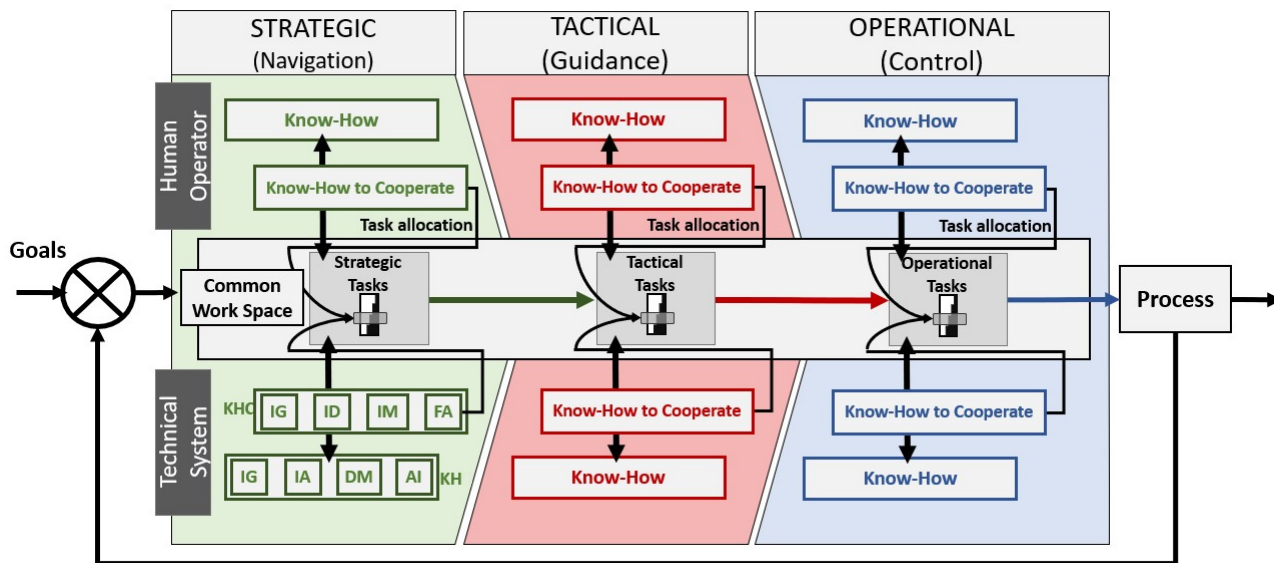 STRATEGIC
(Navigation)
TACTICAL
(Guidance)
OPERATIONAL
(Control)
Human
Operator
Know-How
Know-How
Know-How
Know-How to Cooperate
Know-How to Cooperate
Know-How to Cooperate
Task allocation
Task allocation
Task allocation
Goals
Common
Work Space
Strategic
Tasks
Tactical
Tasks
Operational
Tasks
Process
Technical
System
KHC
IG
ID
IM
FA
Know-How to Cooperate
Know-How to Cooperate
IG
IA
DM
AI
KH
Know-How
Know-How